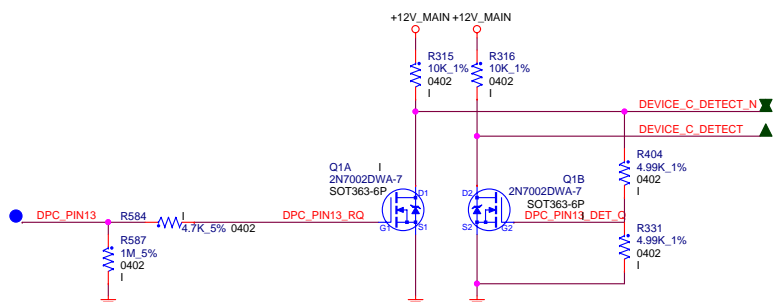 +12V_MAIN +12V_MAIN
R315
10K_1%
0402
I
R316
10K_1%
0402
I
DEVICE_C_DETECT_N
DEVICE_C_DETECT
R404
4.99K_1%
0402
I
Q1A I
2N7002DWA-7
SOT363-6P
D1
G1
S1
Q1B
2N7002DWA-7
SOT363-6P
I
D2
S2
G2
DPC_PIN13_DET_Q
R331
4.99K_1%
0402
I
DPC_PIN13
R584
I
4.7K_5% 0402
DPC_PIN13_RQ
R587
1M_5%
0402
I